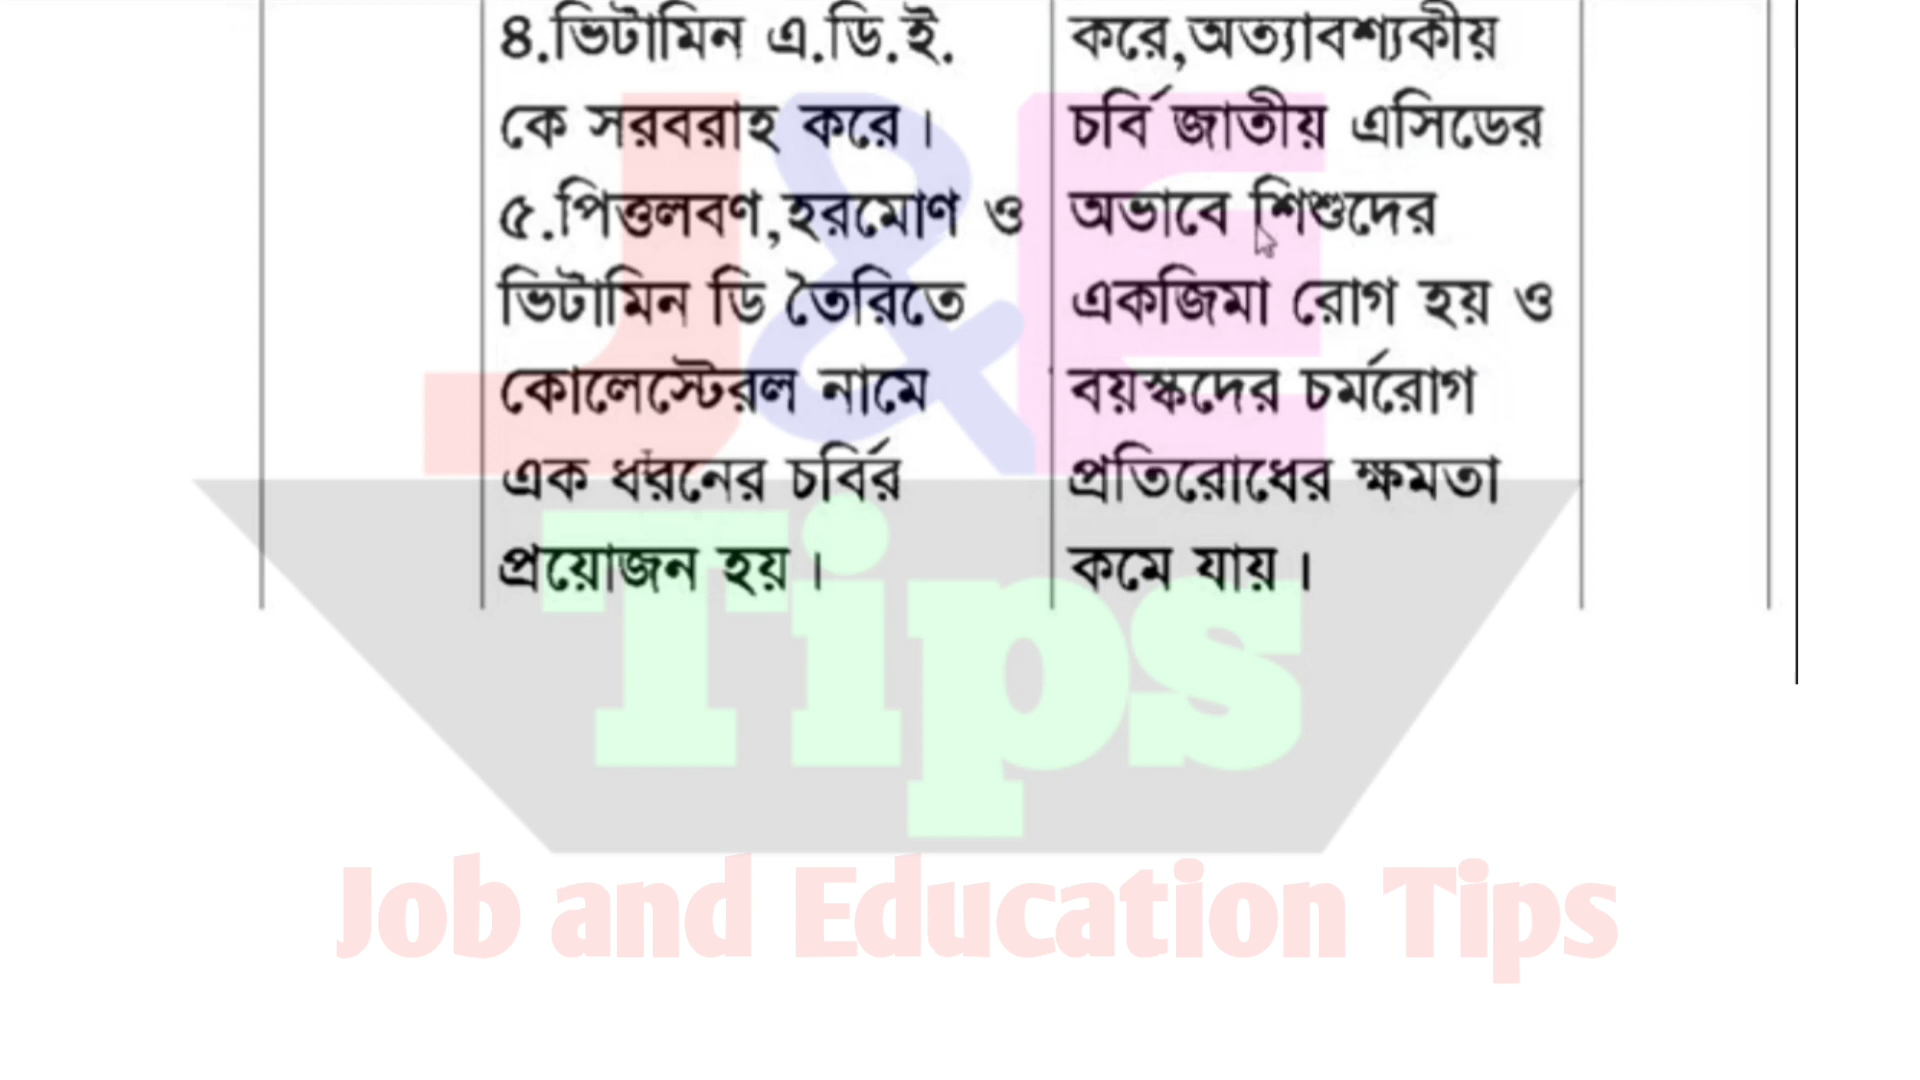 ৪.ভিটামিন এ.ডি.ই.
কে সরবরাহ করে।
৫.পিত্তলবণ,হরমোণ ও
ভিটামিন ডি তৈরিতে
কোলেস্টেরল নামে
এক ধরনের চর্বির
প্রয়োজন হয়।
করে,অত্যাবশ্যকীয়
চর্বি জাতীয় এসিডের
অভাবে শিশুদের
একজিমা রোগ হয় ও
বয়স্কদের চর্মরোগ
প্রতিরোধের ক্ষমতা
কমে যায়।
J&E
Tips
Job and Education Tips